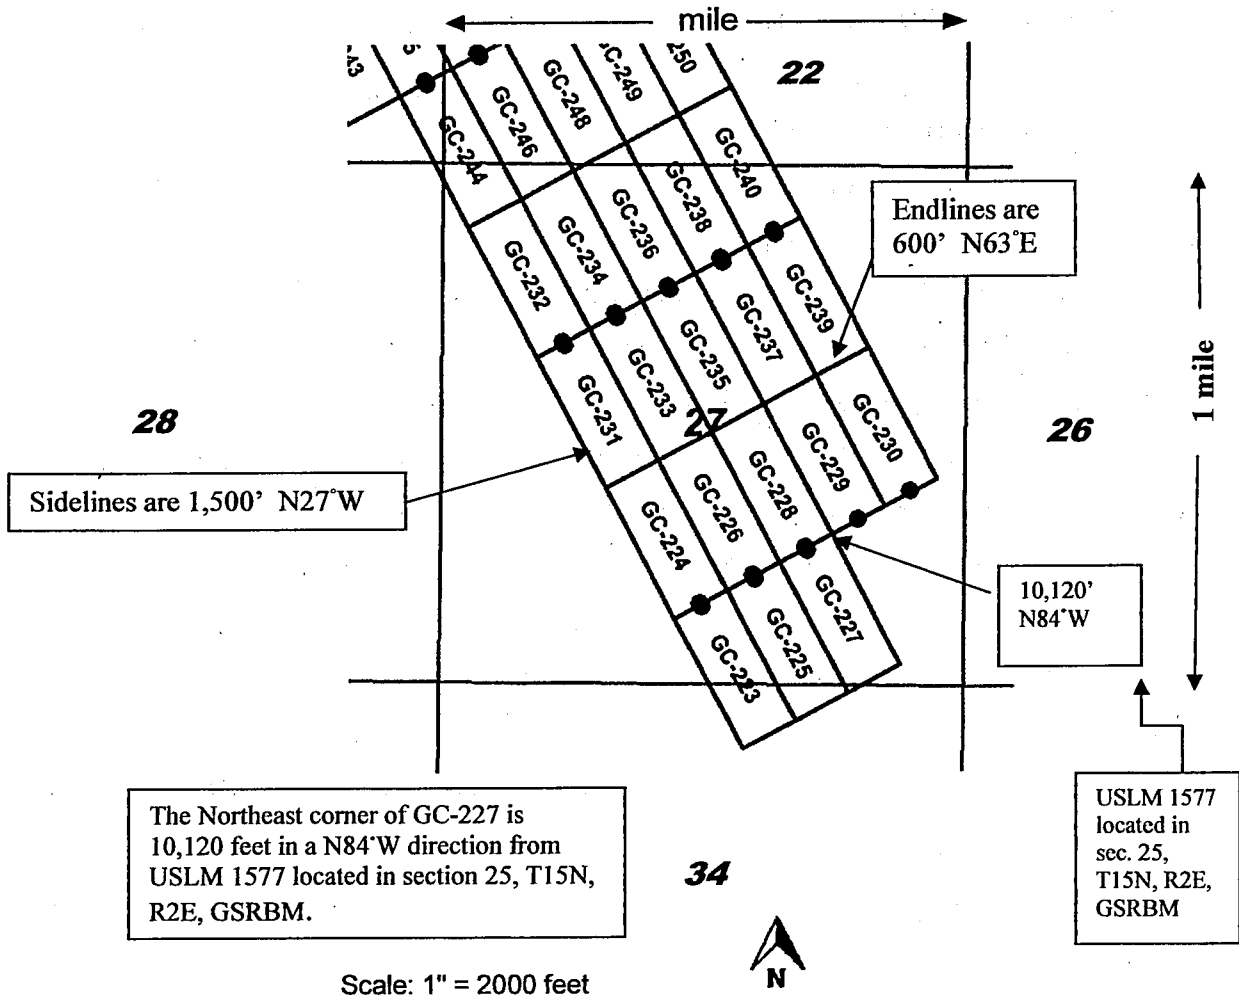 mile
22
.43
5
GC-248
GC-249
250
GC-244
GC-246
GC-240
Endlines are
600' N63°E
GC-238
GC-236
GC-234
GC-232
GC-239
GC-237
GC-235
GC-233
GC-231
1 mile
28
27
26
GC-230
GC-229
GC-228
GC-226
GC-224
Sidelines are 1,500' N27°W
10,120'
N84°W
GC-227
GC-225
GC-223
The Northeast corner of GC-227 is
10,120 feet in a N84°W direction from
USLM 1577 located in section 25, T15N,
R2E, GSRBM.
USLM 1577
located in
sec. 25,
T15N, R2E,
GSRBM
34
N
Scale: 1" = 2000 feet